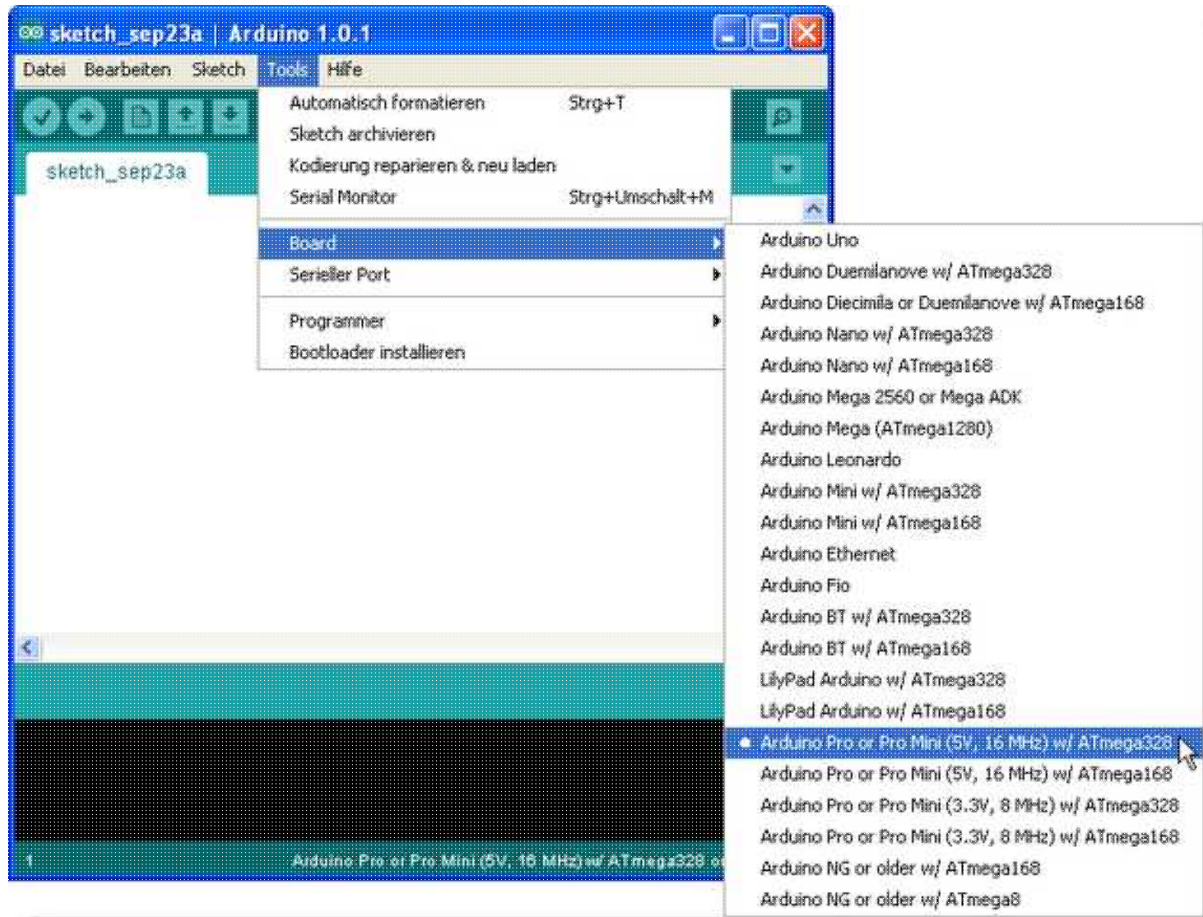 sketch_sep23a | Arduino 1.0.1
Datei Bearbeiten Sketch Tools Hilfe
sketch_sep23a
Automatisch formatieren Strg+T
Sketch archivieren
Kodierung reparieren & neu laden
Serial Monitor Strg+Umschalt+M
Board
Serieller Port
Programmer
Bootloader installieren
Arduino Uno
Arduino Duemilanove w/ ATmega328
Arduino Diecimila or Duemilanove w/ ATmega168
Arduino Nano w/ ATmega328
Arduino Nano w/ ATmega168
Arduino Mega 2560 or Mega ADK
Arduino Mega (ATmega1280)
Arduino Leonardo
Arduino Mini w/ ATmega328
Arduino Mini w/ ATmega168
Arduino Ethernet
Arduino Fio
Arduino BT w/ ATmega328
Arduino BT w/ ATmega168
LilyPad Arduino w/ ATmega328
LilyPad Arduino w/ ATmega168
Arduino Pro or Pro Mini (5V, 16 MHz) w/ ATmega328
Arduino Pro or Pro Mini (5V, 16 MHz) w/ ATmega168
Arduino Pro or Pro Mini (3.3V, 8 MHz) w/ ATmega328
Arduino Pro or Pro Mini (3.3V, 8 MHz) w/ ATmega168
Arduino NG or older w/ ATmega168
Arduino NG or older w/ ATmega8
1 Arduino Pro or Pro Mini (5V, 16 MHz) w/ ATmega328 o